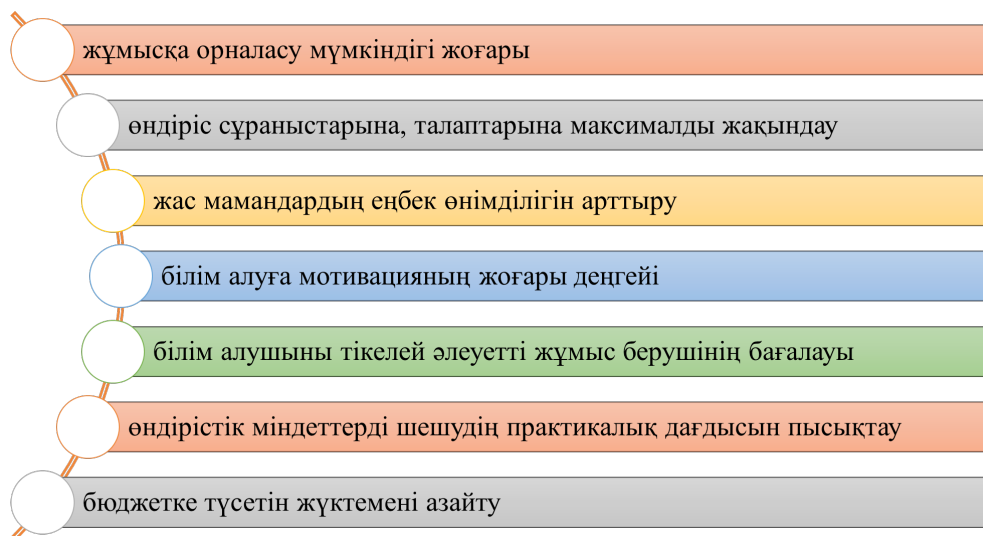 жұмысқа орналасу мүмкіндігі жоғары
өндіріс сұраныстарына, талаптарына максималды жақындау
жас мамандардың еңбек өнімділігін арттыру
білім алуға мотивацияның жоғары деңгейі
білім алушыны тікелей әлеуетті жұмыс берушінің бағалауы
өндірістік міндеттерді шешудің практикалық дағдысын пысықтау
бюджетке түсетін жүктемені азайту